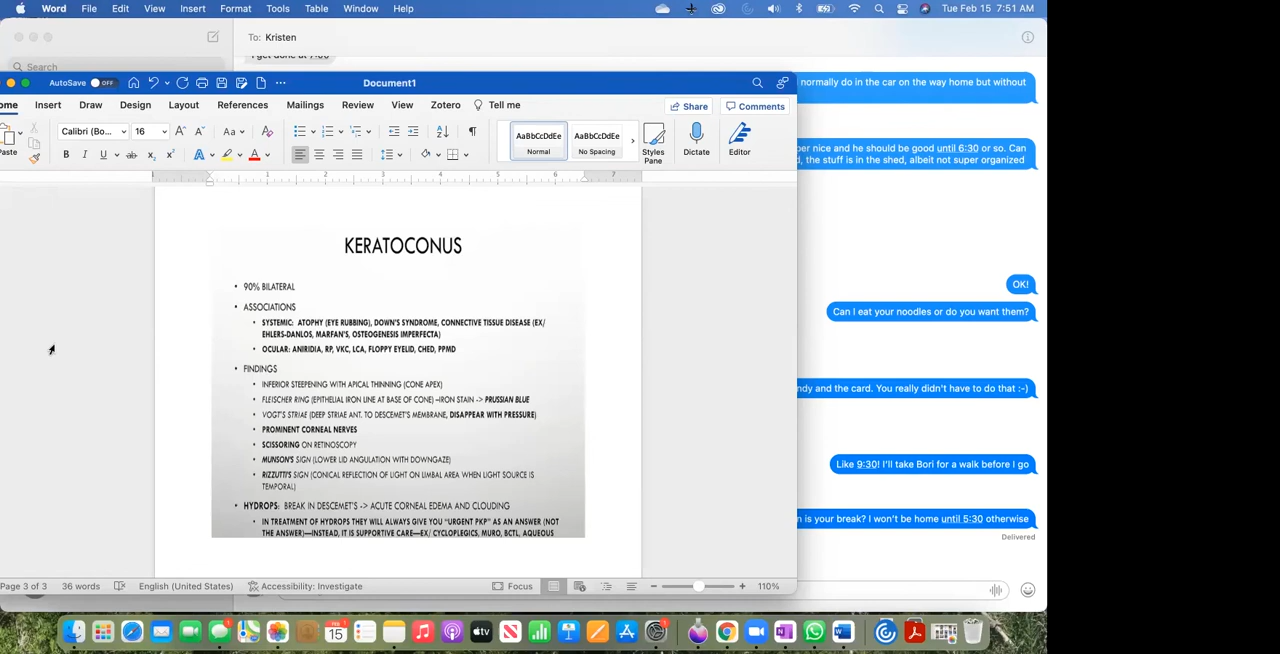 Word File Edit View Insert Format Tools Table Window Help Tue Feb 15 7:51 AM
To: Kristen
Search
AutoSave OFF Document1
normally do in the car on the way home but without
Home Insert Draw Design Layout References Mailings Review View Zotero Tell me Share Comments
Calibri (Bo... 16 AaBbCcDdEe AaBbCcDdEe
Paste Normal No Spacing Styles Pane Dictate Editor
per nice and he should be good until 6:30 or so. Can
the stuff is in the shed, albeit not super organized
1 2 3 4 5 6 7
KERATOCONUS
• 90% BILATERAL
• ASSOCIATIONS
• SYSTEMIC: ATOPHY (EYE RUBBING), DOWN'S SYNDROME, CONNECTIVE TISSUE DISEASE (EX/
EHLERS-DANLOS, MARFAN'S, OSTEOGENESIS IMPERFECTA)
• OCULAR: ANIRIDIA, RP, VKC, LCA, FLOPPY EYELID, CHED, PPMD
• FINDINGS
• INFERIOR STEEPENING WITH APICAL THINNING (CONE APEX)
• FLEISCHER RING (EPITHELIAL IRON LINE AT BASE OF CONE) –IRON STAIN -> PRUSSIAN BLUE
• VOGT'S STRIAE (DEEP STRIAE ANT. TO DESCEMET'S MEMBRANE, DISAPPEAR WITH PRESSURE)
• PROMINENT CORNEAL NERVES
• SCISSORING ON RETINOSCOPY
• MUNSON'S SIGN (LOWER LID ANGULATION WITH DOWNGAZE)
• RIZZUTTI'S SIGN (CONICAL REFLECTION OF LIGHT ON LIMBAL AREA WHEN LIGHT SOURCE IS
TEMPORAL)
• HYDROPS: BREAK IN DESCEMET'S -> ACUTE CORNEAL EDEMA AND CLOUDING
• IN TREATMENT OF HYDROPS THEY WILL ALWAYS GIVE YOU "URGENT PKP" AS AN ANSWER (NOT
THE ANSWER)—INSTEAD, IT IS SUPPORTIVE CARE—EX/ CYCLOPLEGICS, MURO, BCTL, AQUEOUS
OK!
Can I eat your noodles or do you want them?
ndy and the card. You really didn't have to do that :-)
Like 9:30! I'll take Bori for a walk before I go
is your break? I won't be home until 5:30 otherwise
Delivered
Page 3 of 3 36 words English (United States) Accessibility: Investigate Focus 110%